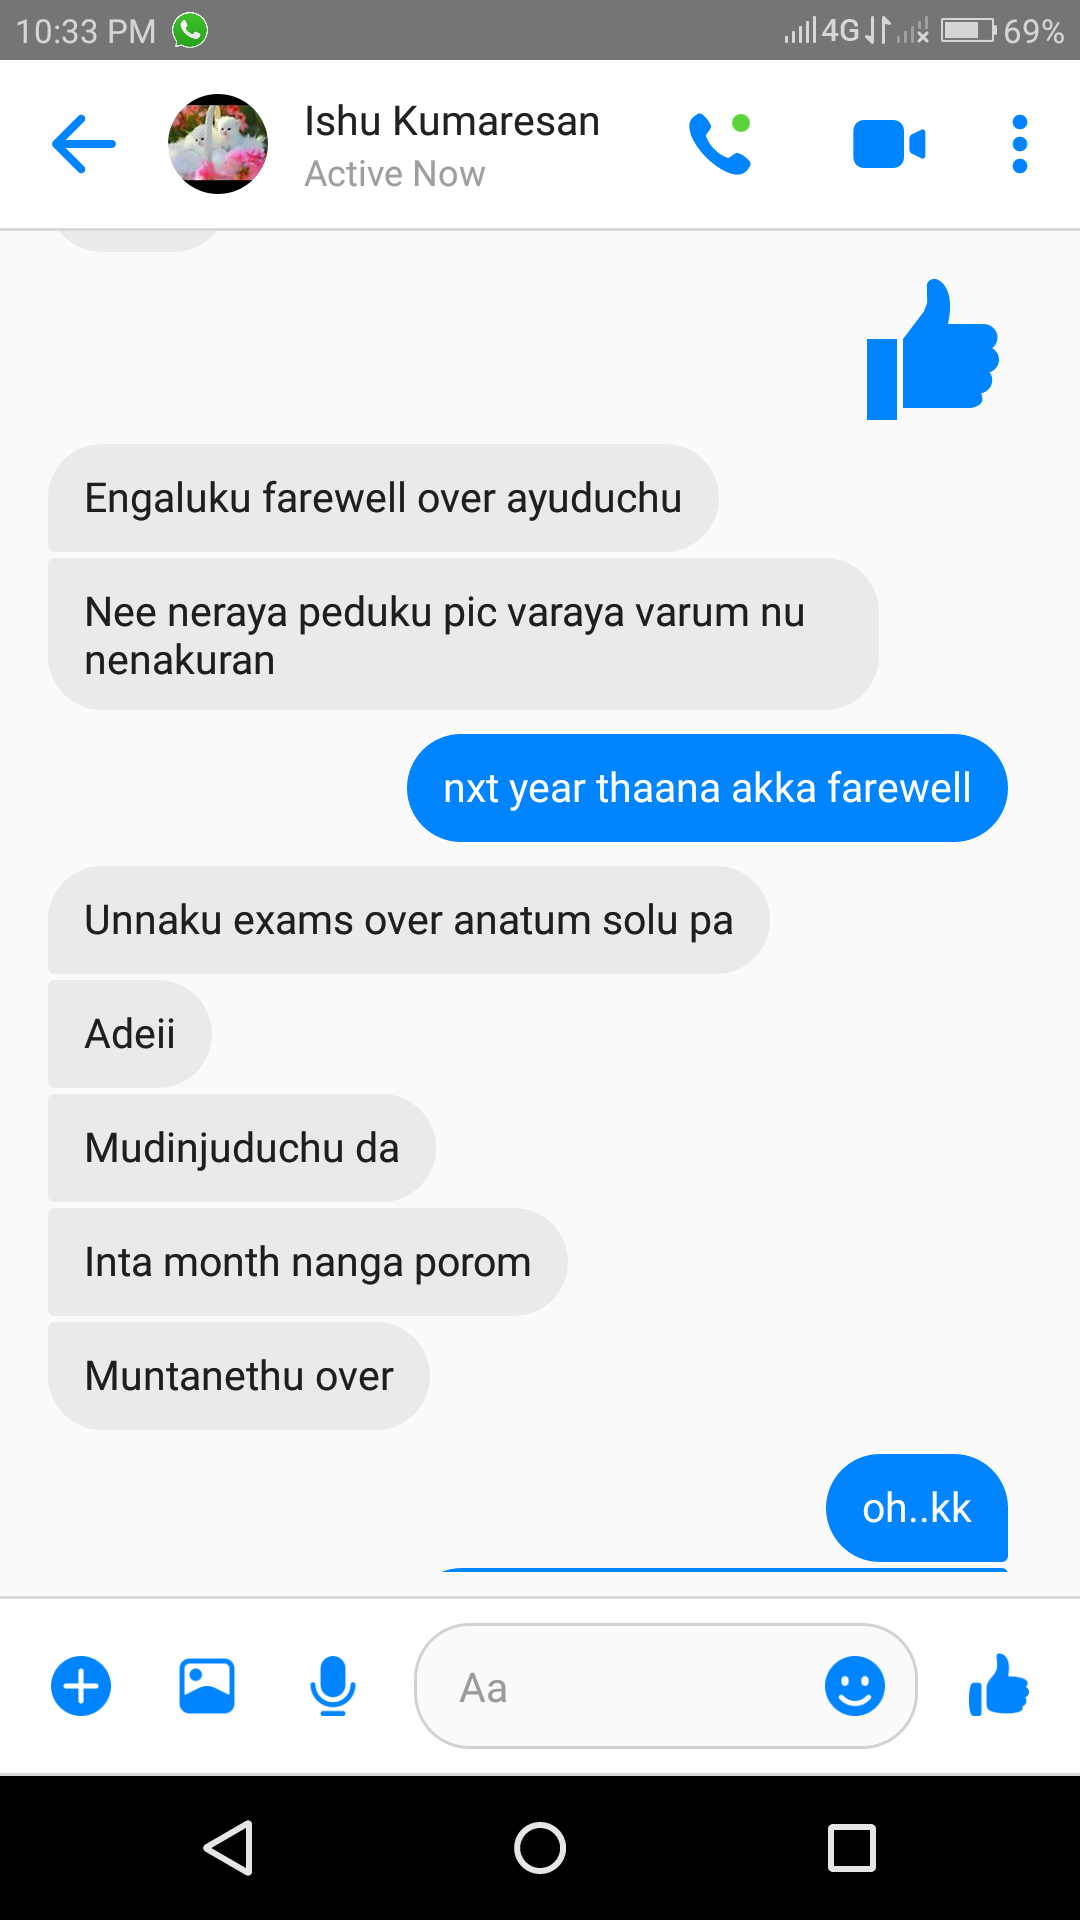 10:33 PM 4G 69%
Ishu Kumaresan
Active Now
Engaluku farewell over ayuduchu
Nee neraya peduku pic varaya varum nu
nenakuran
nxt year thaana akka farewell
Unnaku exams over anatum solu pa
Adeii
Mudinjuduchu da
Inta month nanga porom
Muntanethu over
oh..kk
Aa